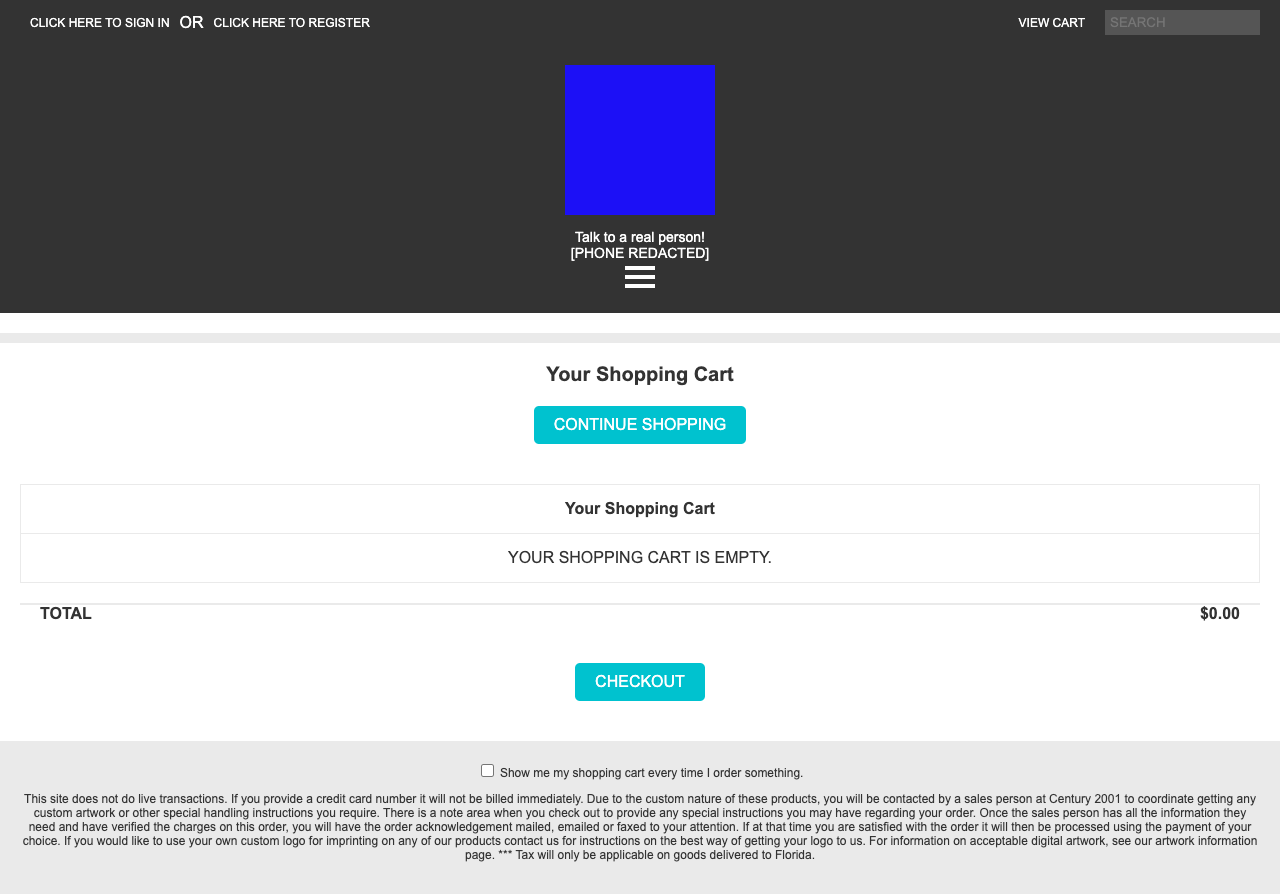 CLICK HERE TO SIGN IN OR CLICK HERE TO REGISTER VIEW CART SEARCH
Talk to a real person!
[PHONE REDACTED]
Your Shopping Cart
CONTINUE SHOPPING
Your Shopping Cart
YOUR SHOPPING CART IS EMPTY.
TOTAL $0.00
CHECKOUT
Show me my shopping cart every time I order something.
This site does not do live transactions. If you provide a credit card number it will not be billed immediately. Due to the custom nature of these products, you will be contacted by a sales person at Century 2001 to coordinate getting any
custom artwork or other special handling instructions you require. There is a note area when you check out to provide any special instructions you may have regarding your order. Once the sales person has all the information they
need and have verified the charges on this order, you will have the order acknowledgement mailed, emailed or faxed to your attention. If at that time you are satisfied with the order it will then be processed using the payment of your
choice. If you would like to use your own custom logo for imprinting on any of our products contact us for instructions on the best way of getting your logo to us. For information on acceptable digital artwork, see our artwork information
page. *** Tax will only be applicable on goods delivered to Florida.